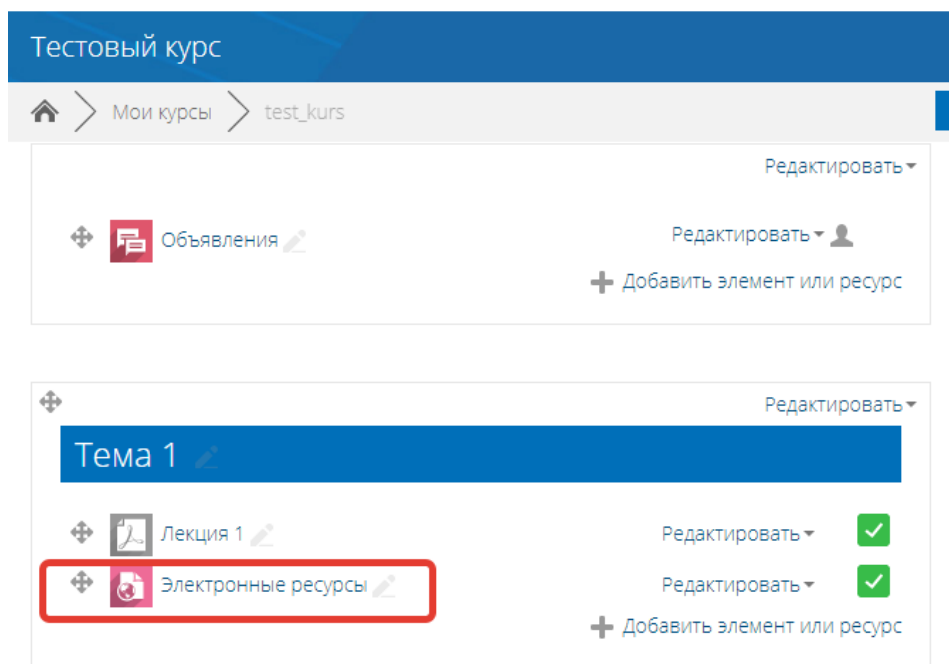 Тестовый курс
Мои курсы test_kurs
Редактировать
Объявления Редактировать
Добавить элемент или ресурс
Редактировать
Тема 1
Лекция 1 Редактировать
Электронные ресурсы Редактировать
Добавить элемент или ресурс